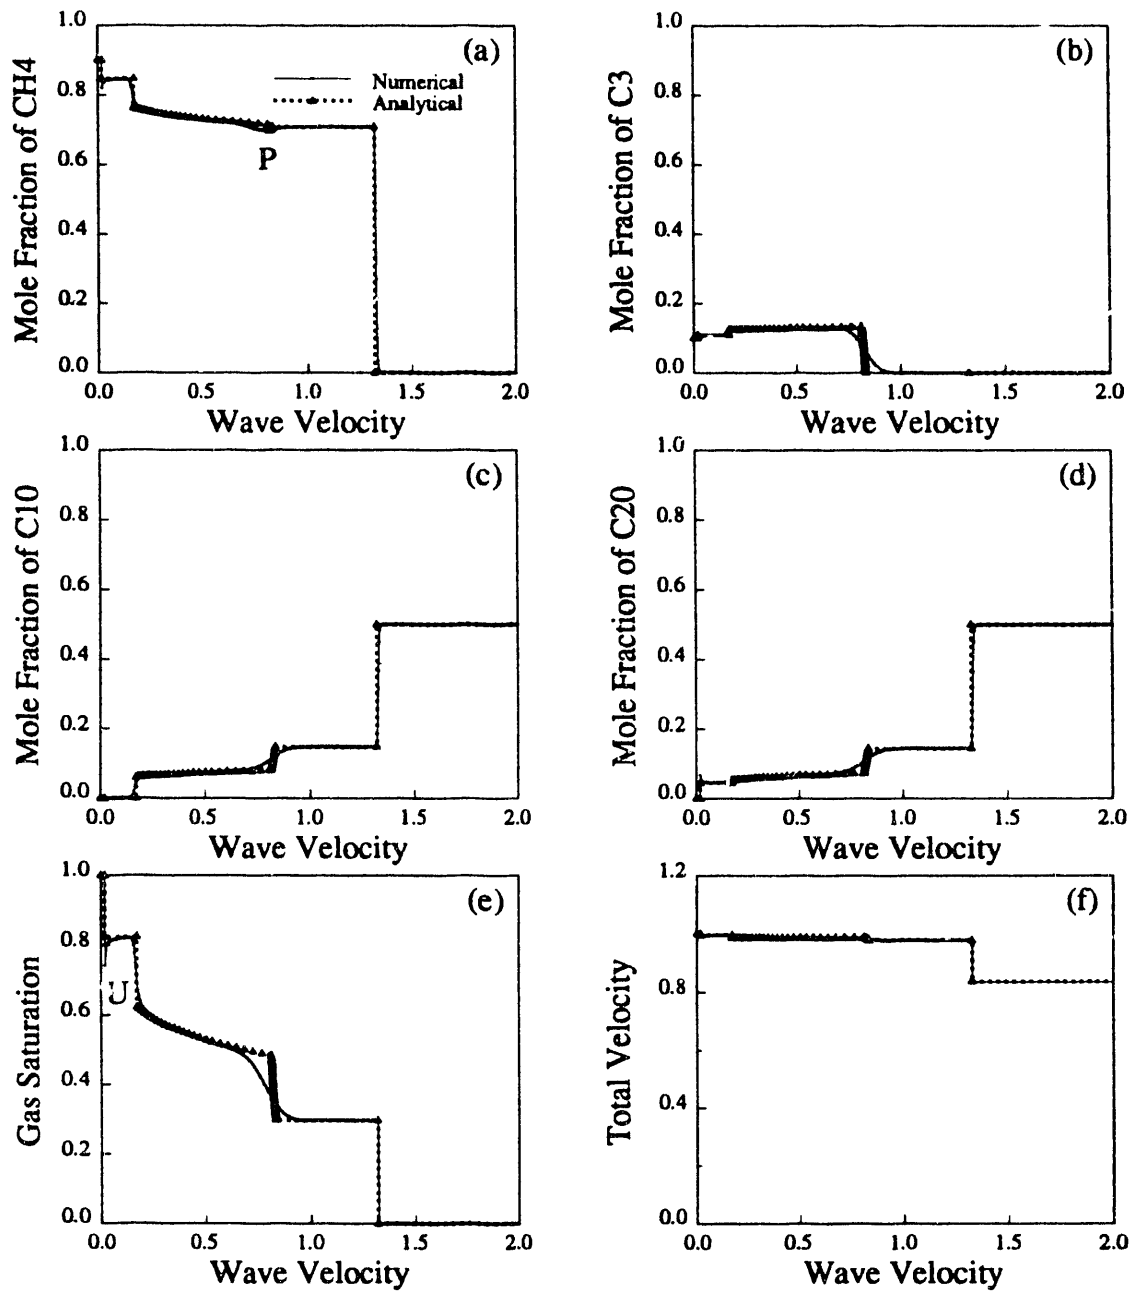 (a)
Mole Fraction of CH4
1.0
0.8
0.6
0.4
0.2
0.0
Numerical
Analytical
P
0.0 0.5 1.0 1.5 2.0
Wave Velocity
(b)
Mole Fraction of C3
1.0
0.8
0.6
0.4
0.2
0.0
0.0 0.5 1.0 1.5 2.0
Wave Velocity
(c)
Mole Fraction of C10
1.0
0.8
0.6
0.4
0.2
0.0
0.0 0.5 1.0 1.5 2.0
Wave Velocity
(d)
Mole Fraction of C20
1.0
0.8
0.6
0.4
0.2
0.0
0.0 0.5 1.0 1.5 2.0
Wave Velocity
(e)
Gas Saturation
1.0
0.8
0.6
0.4
0.2
0.0
U
0.0 0.5 1.0 1.5 2.0
Wave Velocity
(f)
Total Velocity
1.2
0.8
0.4
0.0
0.0 0.5 1.0 1.5 2.0
Wave Velocity